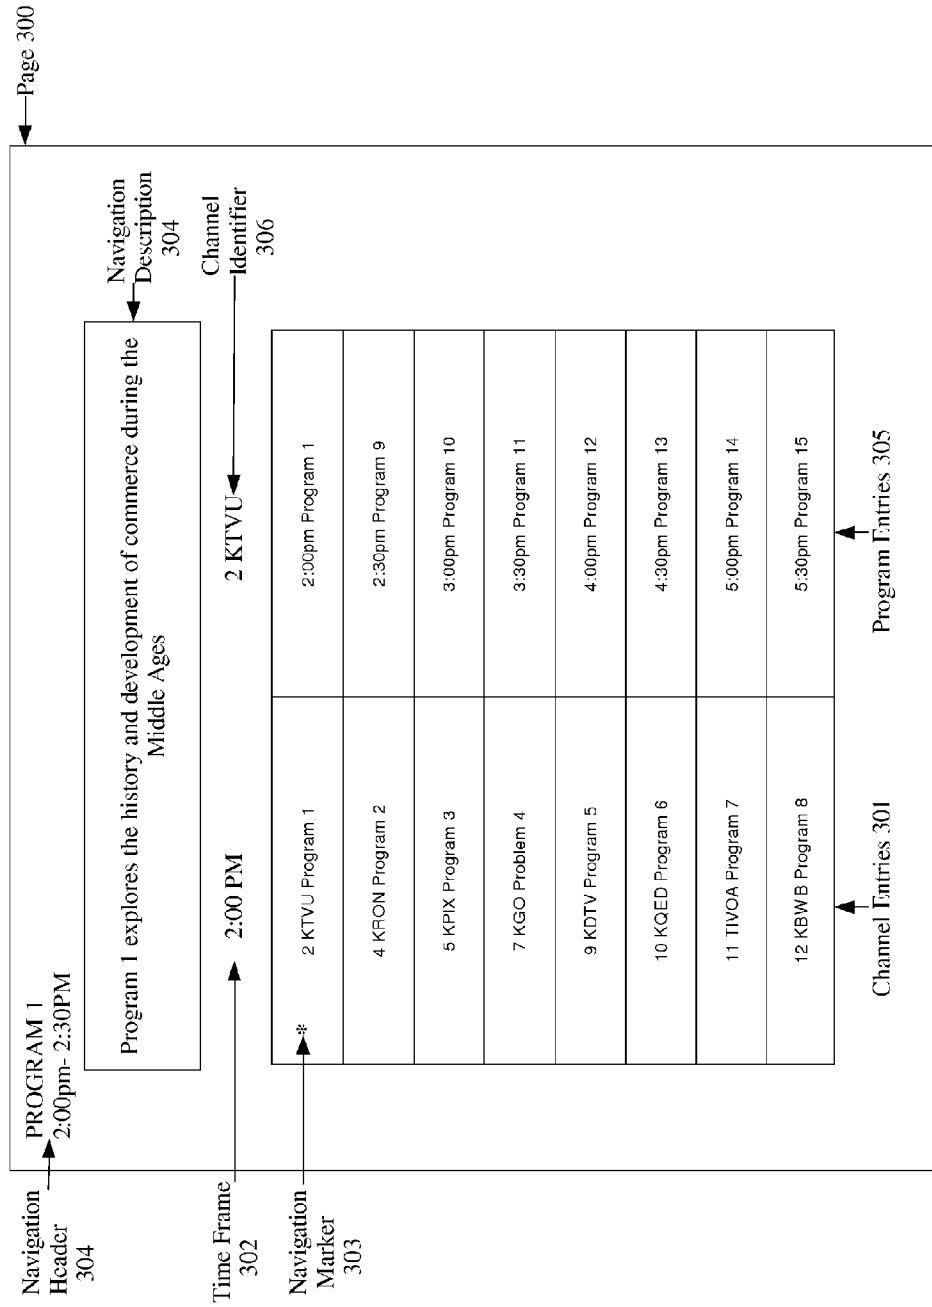 Page 300
Navigation
Header
304
PROGRAM 1
2:00pm- 2:30PM
Navigation
Description
304
Program 1 explores the history and development of commerce during the
Middle Ages
Time Frame
302
2:00 PM
2 KTVU
Channel
Identifier
306
Navigation
Marker
303
*
2 KTVU Program 1
2:00pm Program 1
4 KRON Program 2
2:30pm Program 9
5 KPIX Program 3
3:00pm Program 10
7 KGO Problem 4
3:30pm Program 11
9 KDTV Program 5
4:00pm Program 12
10 KQED Program 6
4:30pm Program 13
11 TIVOA Program 7
5:00pm Program 14
12 KBWB Program 8
5:30pm Program 15
Channel Entries 301
Program Entries 305